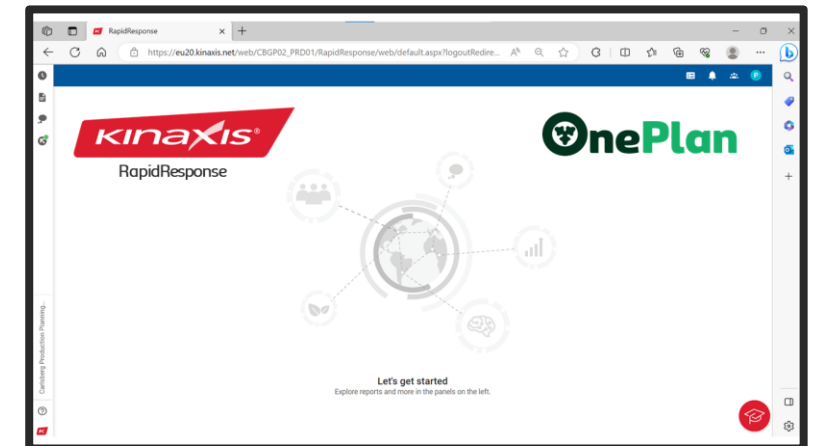 RapidResponse
https://eu20.kinaxis.net/web/CBGP02_PRD01/RapidResponse/web/default.aspx?logoutRedire...
P
Kinaxis®
RapidResponse
OnePlan
Let's get started
Explore reports and more in the panels on the left.
Carlsberg Production Planning...